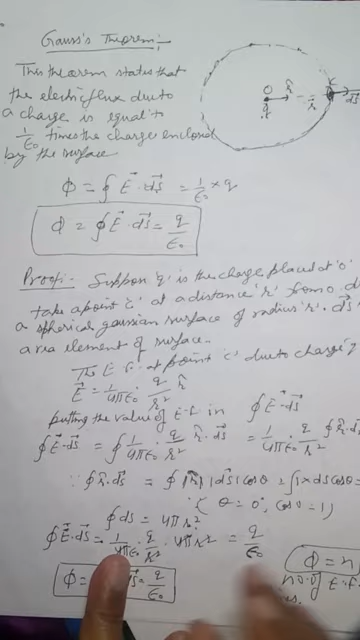 Gauss's Theorem:-
This theorem states that
the electric flux due to
a charge is equal to
1/ε₀ times the charge enclosed
by the surface
O r̂ r̂ C
q ds⃗
Φ = ∮ E⃗ · ds⃗ = 1/ε₀ × q
Φ = ∮ E⃗ · ds⃗ = q/ε₀
Proof:- Suppose 'q' is the charge placed at 'o'
take a point 'c' at a distance 'r' from o
a spherical gaussian surface of radius 'r'. ds⃗
area element of surface.
The E.F. at point 'c' due to charge
E⃗ = 1/4πε₀ · q/r² r̂
putting the value of E.F in ∮ E⃗ · ds⃗
∮ E⃗ · ds⃗ = ∮ 1/4πε₀ · q/r² r̂ · ds⃗ = 1/4πε₀ · q/r² ∮ r̂ · ds⃗
∵ ∮ r̂ · ds⃗ = ∮ |r̂| |ds⃗| cosθ = ∫ 1 × ds cosθ
( θ = 0°, cos 0° = 1 )
∮ ds = 4πr²
∮ E⃗ · ds⃗ = 1/4πε₀ · q/r² · 4πr² = q/ε₀
Φ = ds⃗ = q/ε₀
Φ = n
no. of E.F.